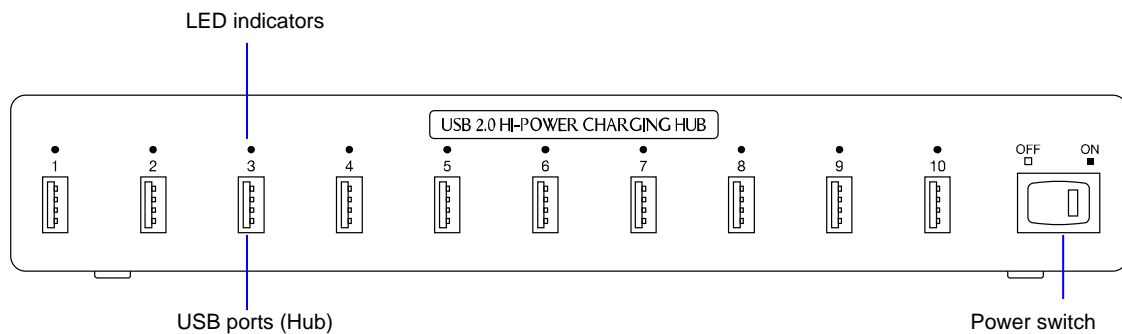 LED indicators
USB 2.0 HI-POWER CHARGING HUB
1 2 3 4 5 6 7 8 9 10
OFF ON
USB ports (Hub)
Power switch